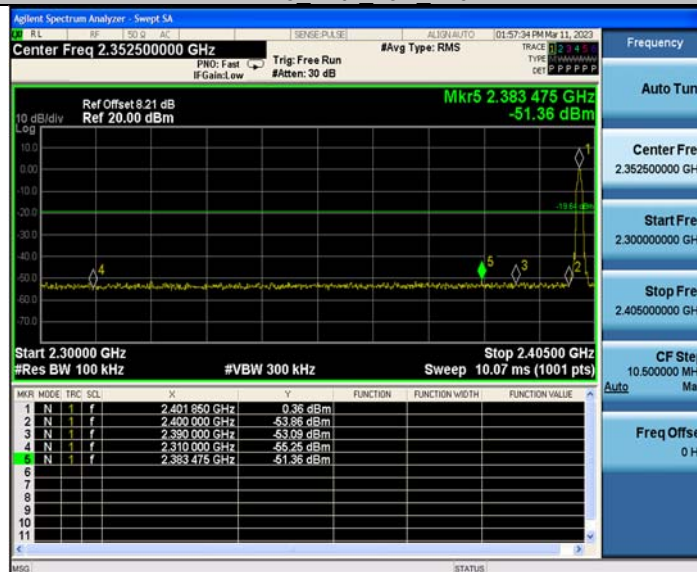 Agilent Spectrum Analyzer - Swept SA
RL RF 50 Ω AC SENSE:PULSE ALIGN AUTO 01:57:34 PM Mar 11, 2023
Center Freq 2.352500000 GHz #Avg Type: RMS TRACE 1 2 3 4 5 6
PNO: Fast Trig: Free Run TYPE
IFGain:Low #Atten: 30 dB DET P P P P P P
Frequency
Auto Tun
Ref Offset 8.21 dB Mkr5 2.383 475 GHz
10 dB/div Ref 20.00 dBm -51.36 dBm
Log
10.0
0.00
-10.0
-20.0
-30.0
-40.0
-50.0
-60.0
-70.0
-19.64 dBm
1
2
3
4
5
Center Fre
2.352500000 GH
Start Fre
2.300000000 GH
Stop Fre
2.405000000 GH
CF Ste
10.500000 MH
Auto Ma
Freq Offse
0 H
Start 2.30000 GHz Stop 2.40500 GHz
#Res BW 100 kHz #VBW 300 kHz Sweep 10.07 ms (1001 pts)
MKR MODE TRC SCL X Y FUNCTION FUNCTION WIDTH FUNCTION VALUE
1 N 1 f 2.401 850 GHz 0.36 dBm
2 N 1 f 2.400 000 GHz -53.86 dBm
3 N 1 f 2.390 000 GHz -53.09 dBm
4 N 1 f 2.310 000 GHz -55.25 dBm
5 N 1 f 2.383 475 GHz -51.36 dBm
6
7
8
9
10
11
MSG STATUS